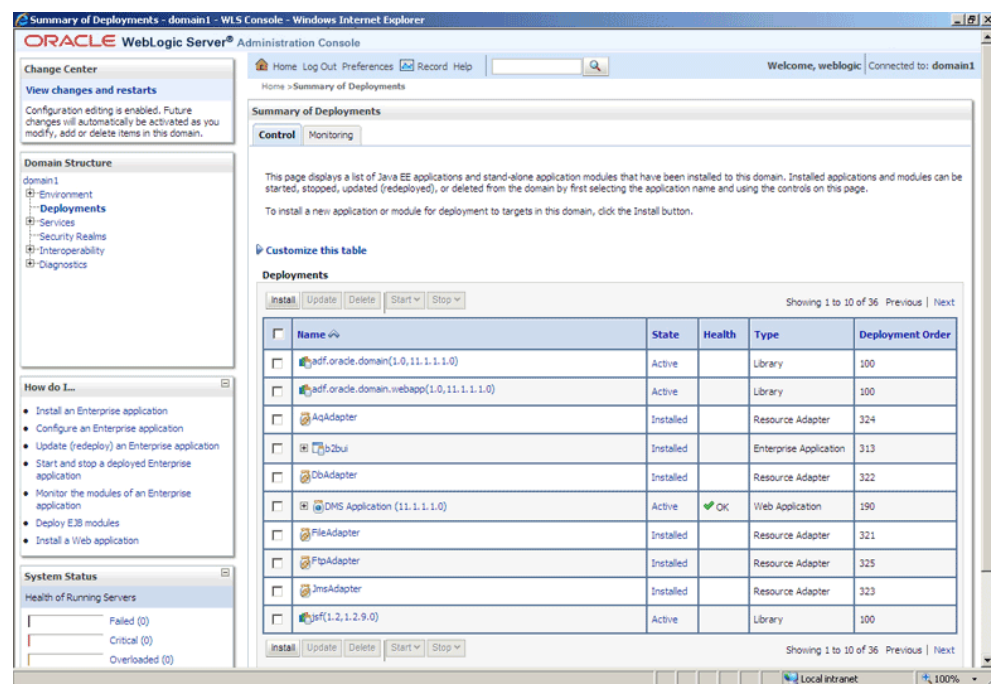 Summary of Deployments - domain1 - WLS Console - Windows Internet Explorer
ORACLE WebLogic Server® Administration Console
Change Center
View changes and restarts
Configuration editing is enabled. Future
changes will automatically be activated as you
modify, add or delete items in this domain.
Domain Structure
domain1
Environment
Deployments
Services
Security Realms
Interoperability
Diagnostics
How do I...
Install an Enterprise application
Configure an Enterprise application
Update (redeploy) an Enterprise application
Start and stop a deployed Enterprise
application
Monitor the modules of an Enterprise
application
Deploy EJB modules
Install a Web application
System Status
Health of Running Servers
Failed (0)
Critical (0)
Overloaded (0)
Home Log Out Preferences Record Help
Welcome, weblogic Connected to: domain1
Home >Summary of Deployments
Summary of Deployments
Control Monitoring
This page displays a list of Java EE applications and stand-alone application modules that have been installed to this domain. Installed applications and modules can be
started, stopped, updated (redeployed), or deleted from the domain by first selecting the application name and using the controls on this page.
To install a new application or module for deployment to targets in this domain, click the Install button.
Customize this table
Deployments
Install Update Delete Start Stop Showing 1 to 10 of 36 Previous | Next
Name State Health Type Deployment Order
adf.oracle.domain(1.0,11.1.1.1.0) Active Library 100
adf.oracle.domain.webapp(1.0,11.1.1.1.0) Active Library 100
AqAdapter Installed Resource Adapter 324
b2bui Installed Enterprise Application 313
DbAdapter Installed Resource Adapter 322
DMS Application (11.1.1.1.0) Active OK Web Application 190
FileAdapter Installed Resource Adapter 321
FtpAdapter Installed Resource Adapter 325
JmsAdapter Installed Resource Adapter 323
jsf(1.2,1.2.9.0) Active Library 100
Install Update Delete Start Stop Showing 1 to 10 of 36 Previous | Next
Local intranet 100%